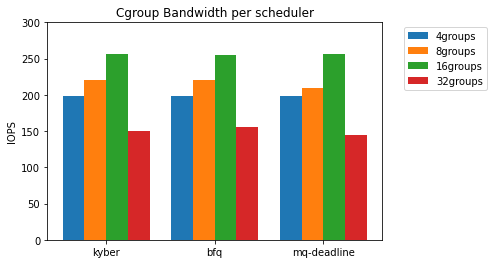 Cgroup Bandwidth per scheduler
300
250
200
150
100
50
0
IOPS
kyber bfq mq-deadline
4groups
8groups
16groups
32groups